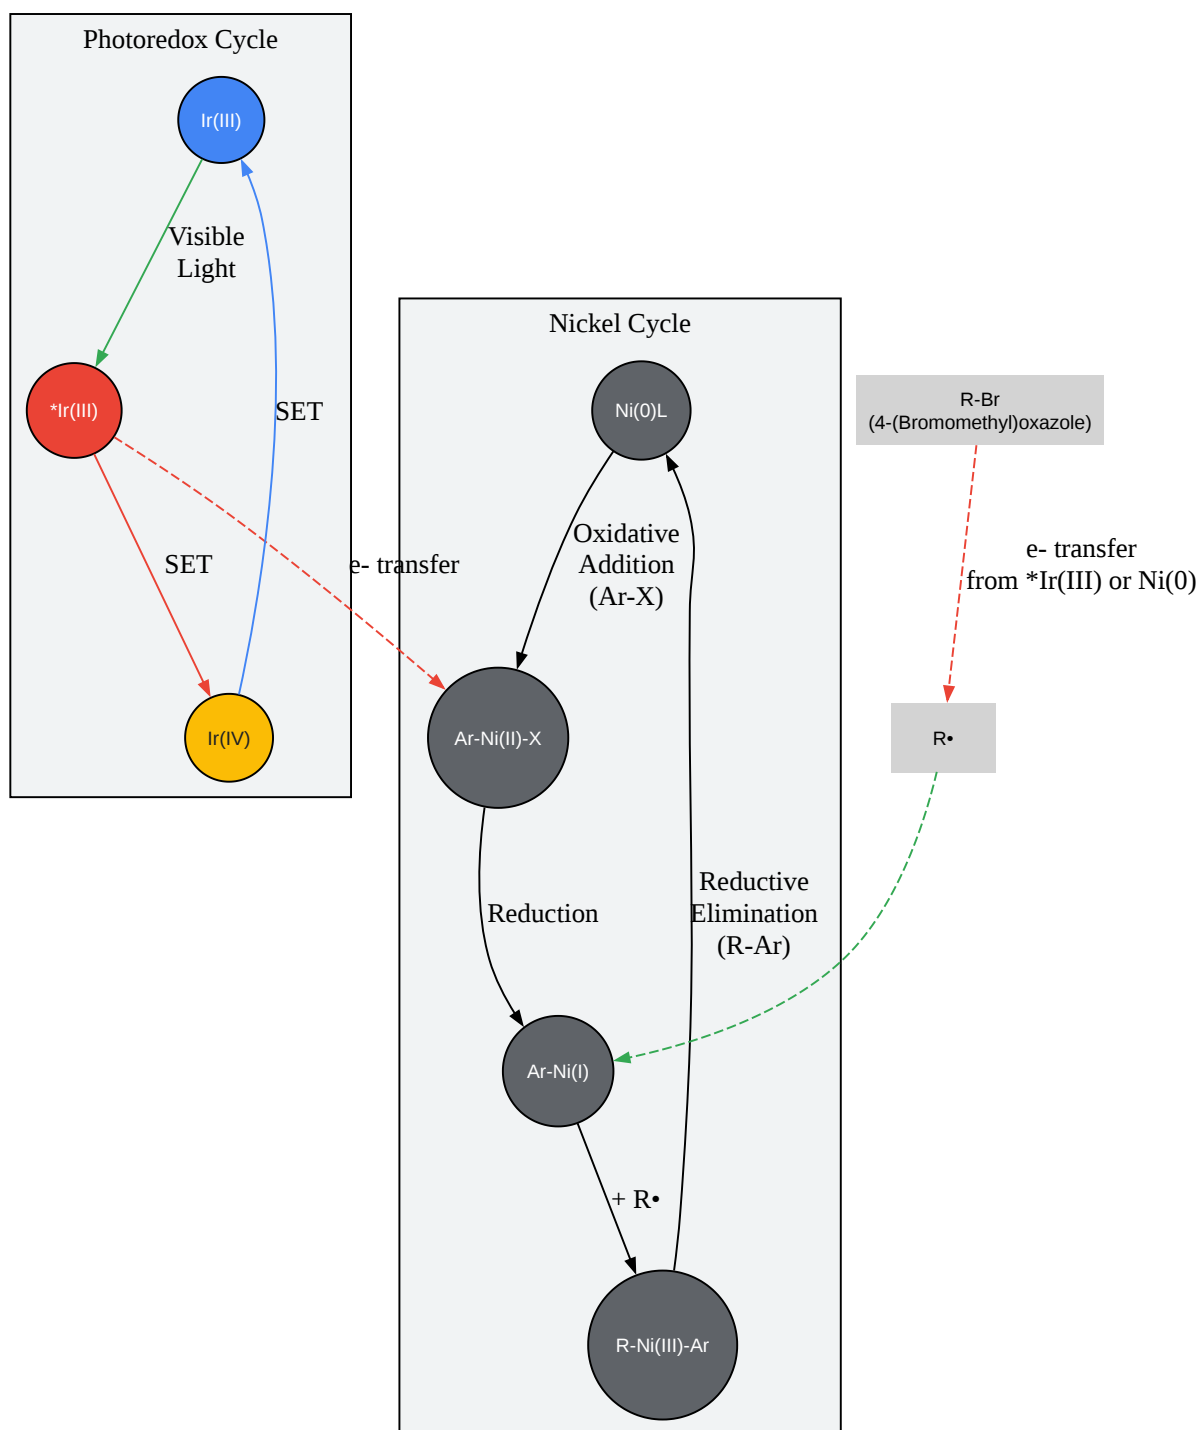 Photoredox Cycle
Ir(III)
Visible
Light
*Ir(III)
SET
SET
Ir(IV)
e- transfer
Nickel Cycle
Ni(0)L
Oxidative
Addition
(Ar-X)
Ar-Ni(II)-X
Reduction
Reductive
Elimination
(R-Ar)
Ar-Ni(I)
+ R•
R-Ni(III)-Ar
R-Br
(4-(Bromomethyl)oxazole)
e- transfer
from *Ir(III) or Ni(0)
R•